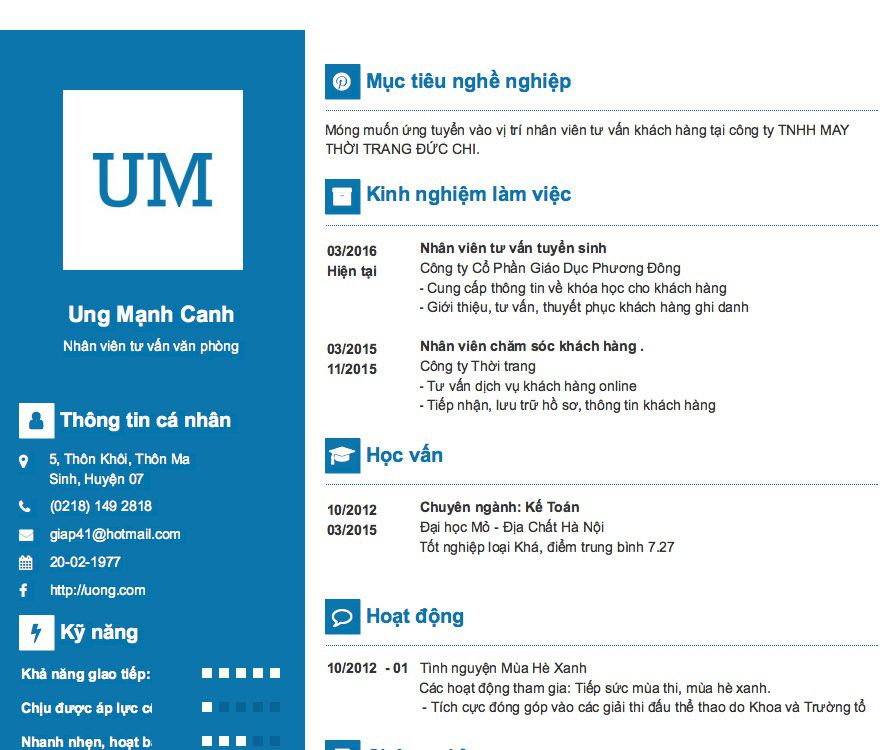 UM
Ung Mạnh Canh
Nhân viên tư vấn văn phòng
Thông tin cá nhân
5, Thôn Khôi, Thôn Ma
Sinh, Huyện 07
(0218) 149 2818
giap41@hotmail.com
20-02-1977
http://uong.com
Kỹ năng
Khả năng giao tiếp:
Chịu được áp lực
Nhanh nhẹn, hoạt
Mục tiêu nghề nghiệp
Móng muốn ứng tuyển vào vị trí nhân viên tư vấn khách hàng tại công ty TNHH MAY
THỜI TRANG ĐỨC CHI.
Kinh nghiệm làm việc
03/2016
Hiện tại
Nhân viên tư vấn tuyển sinh
Công ty Cổ Phần Giáo Dục Phương Đông
- Cung cấp thông tin về khóa học cho khách hàng
- Giới thiệu, tư vấn, thuyết phục khách hàng ghi danh
03/2015
11/2015
Nhân viên chăm sóc khách hàng .
Công ty Thời trang
- Tư vấn dịch vụ khách hàng online
- Tiếp nhận, lưu trữ hồ sơ, thông tin khách hàng
Học vấn
10/2012
03/2015
Chuyên ngành: Kế Toán
Đại học Mỏ - Địa Chất Hà Nội
Tốt nghiệp loại Khá, điểm trung bình 7.27
Hoạt động
10/2012 - 01
Tình nguyện Mùa Hè Xanh
Các hoạt động tham gia: Tiếp sức mùa thi, mùa hè xanh.
- Tích cực đóng góp vào các giải thi đấu thể thao do Khoa và Trường tổ